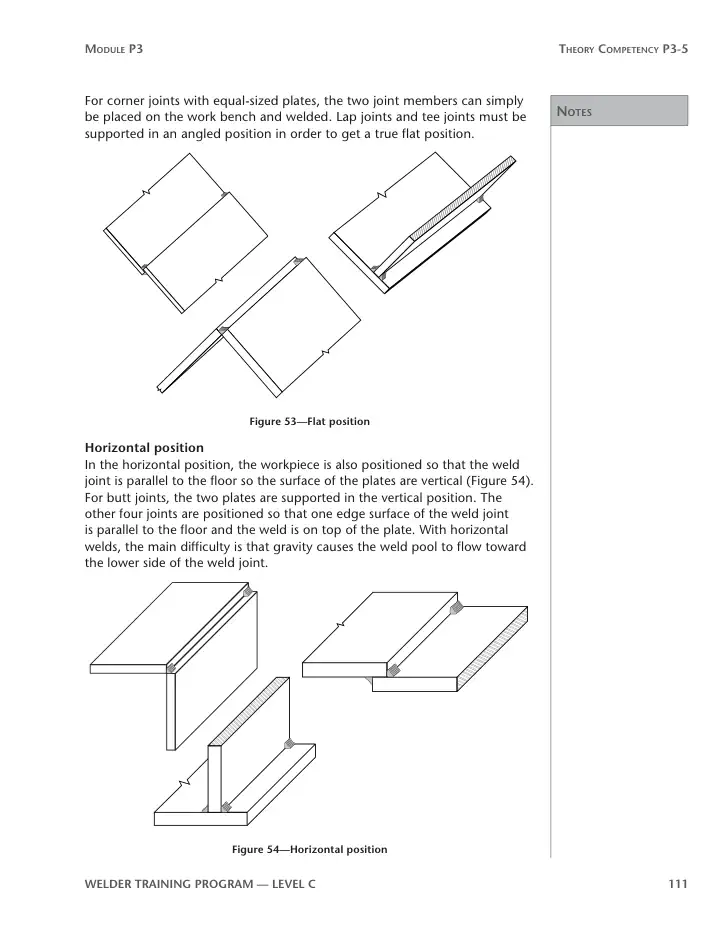 MODULE P3
THEORY COMPETENCY P3-5
For corner joints with equal-sized plates, the two joint members can simply
be placed on the work bench and welded. Lap joints and tee joints must be
supported in an angled position in order to get a true flat position.
NOTES
Figure 53—Flat position
Horizontal position
In the horizontal position, the workpiece is also positioned so that the weld
joint is parallel to the floor so the surface of the plates are vertical (Figure 54).
For butt joints, the two plates are supported in the vertical position. The
other four joints are positioned so that one edge surface of the weld joint
is parallel to the floor and the weld is on top of the plate. With horizontal
welds, the main difficulty is that gravity causes the weld pool to flow toward
the lower side of the weld joint.
Figure 54—Horizontal position
WELDER TRAINING PROGRAM — LEVEL C
111